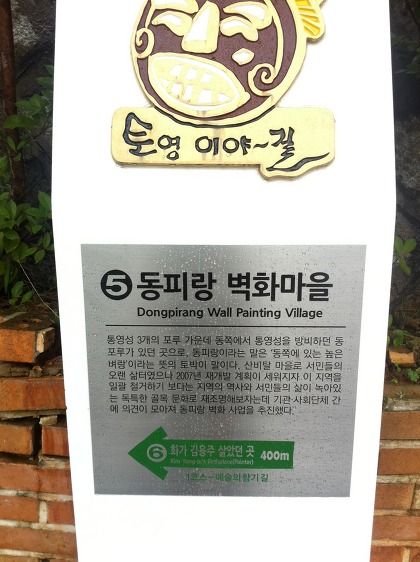 토영 이야~길
⑤ 동피랑 벽화마을
Dongpirang Wall Painting Village
통영성 3개의 포루 가운데 동쪽에서 통영성을 방비하던 동
포루가 있던 곳으로, 동피랑이라는 말은 '동쪽에 있는 높은
벼랑'이라는 뜻의 토박이 말이다. 산비탈 마을로 서민들의
오랜 삶터였으나 2007년 재개발 계획이 세워지자 이 지역을
일괄 철거하기 보다는 지역의 역사와 서민들의 삶이 녹아있
는 독특한 골목 문화로 재조명해보자는데 기관·사회단체 간
에 의견이 모아져 동피랑 벽화 사업을 추진했다.
⑥ 화가 김용주 살았던 곳 400m
Kim Yong-ju's Birthplace(Painter)
1코스-예술의향기길